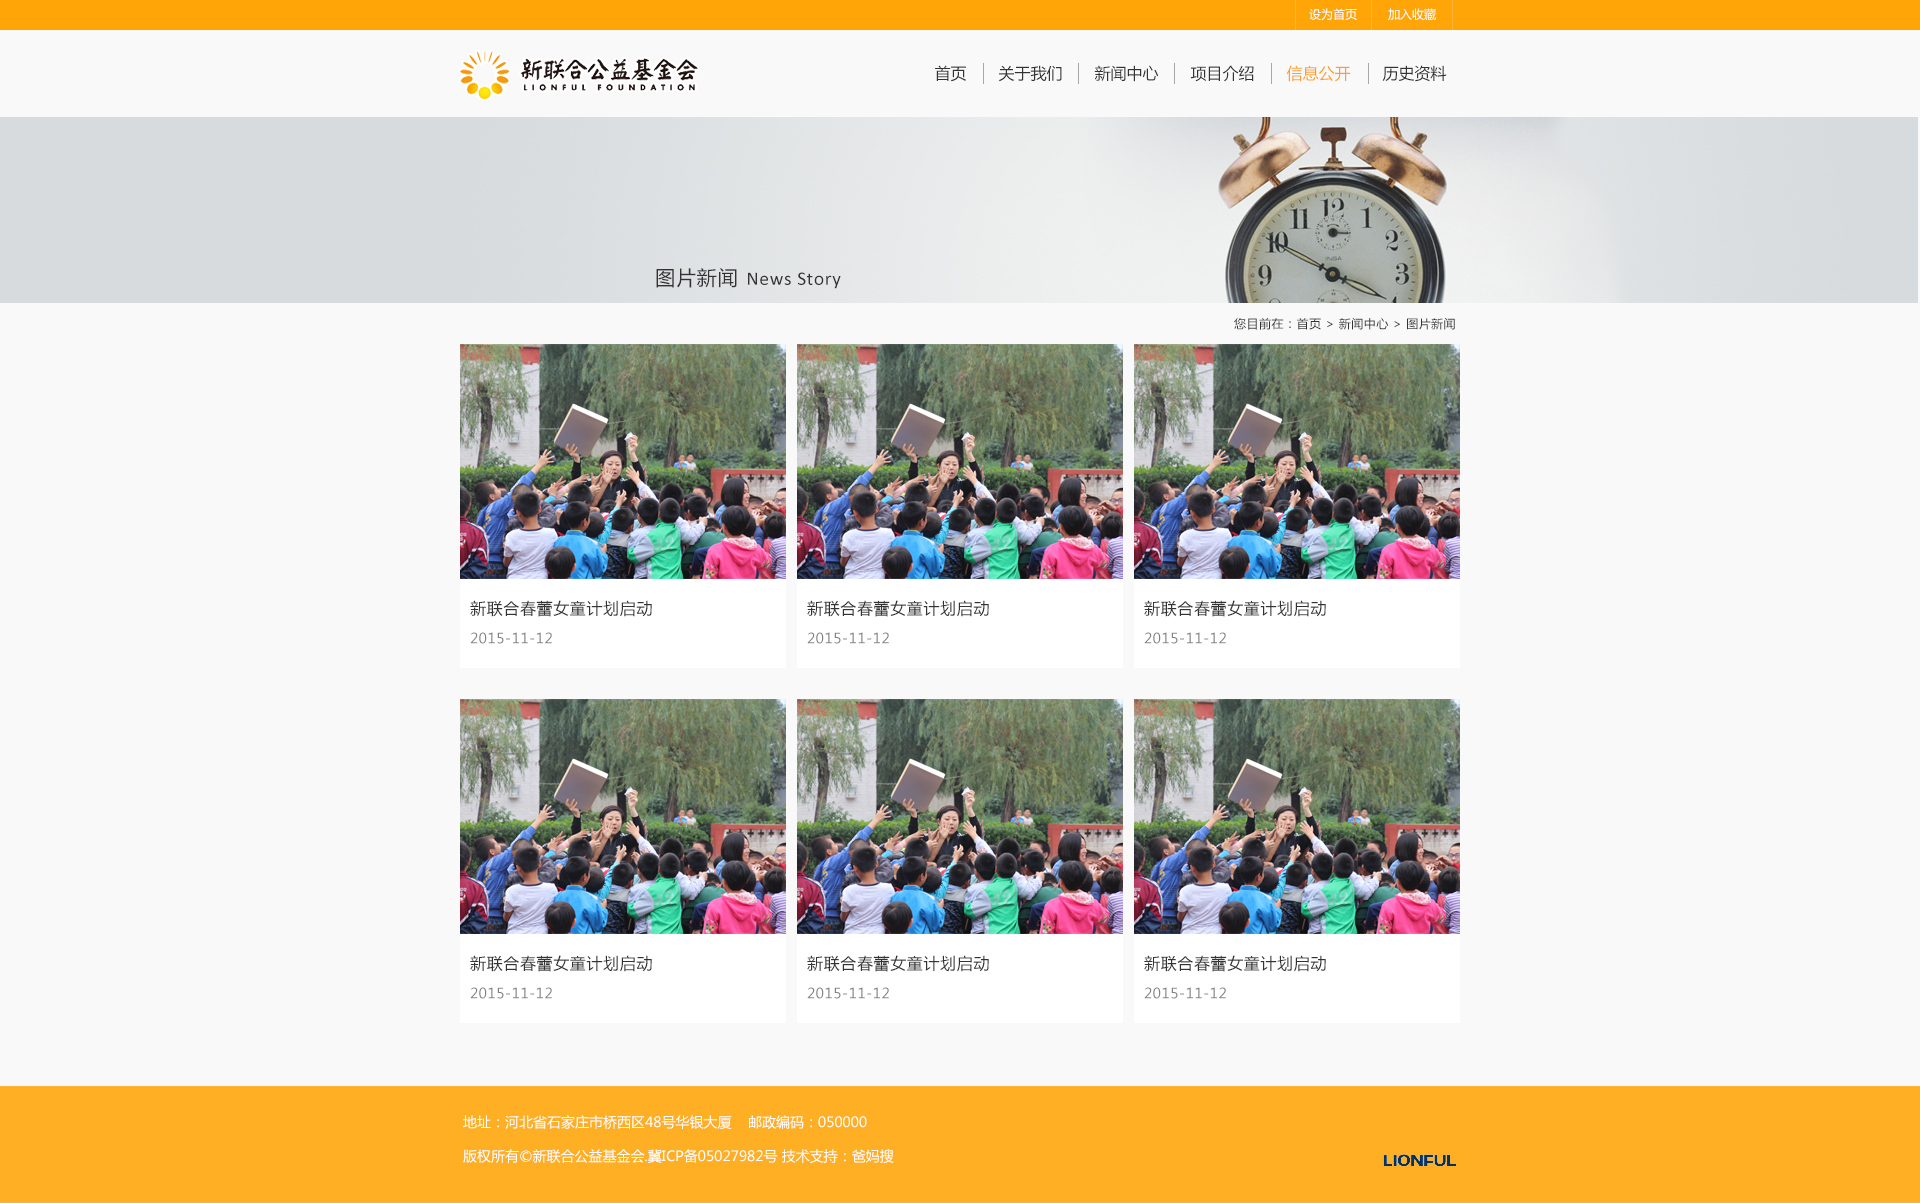 设为首页 加入收藏
新联合公益基金会
LIONFUL FOUNDATION
首页 关于我们 新闻中心 项目介绍 信息公开 历史资料
图片新闻 News Story
11 12 1
10 2
9 3
8 4
您目前在：首页 > 新闻中心 > 图片新闻
新联合春蕾女童计划启动 新联合春蕾女童计划启动 新联合春蕾女童计划启动
2015-11-12 2015-11-12 2015-11-12
新联合春蕾女童计划启动 新联合春蕾女童计划启动 新联合春蕾女童计划启动
2015-11-12 2015-11-12 2015-11-12
地址：河北省石家庄市桥西区48号华银大厦 邮政编码：050000
版权所有©新联合公益基金会.冀ICP备05027982号 技术支持：爸妈搜
LIONFUL